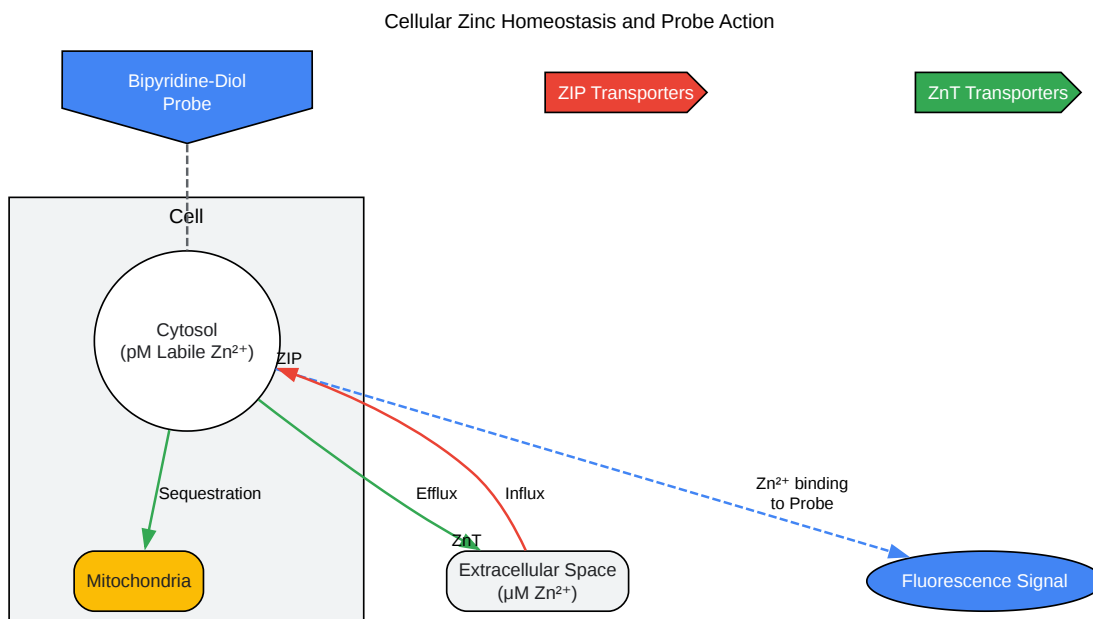 Cellular Zinc Homeostasis and Probe Action
Bipyridine-Diol
Probe
ZIP Transporters
ZnT Transporters
Cell
Cytosol
(pM Labile Zn²⁺)
ZIP
Sequestration
Efflux
Influx
Zn²⁺ binding
to Probe
ZnT
Mitochondria
Extracellular Space
(µM Zn²⁺)
Fluorescence Signal